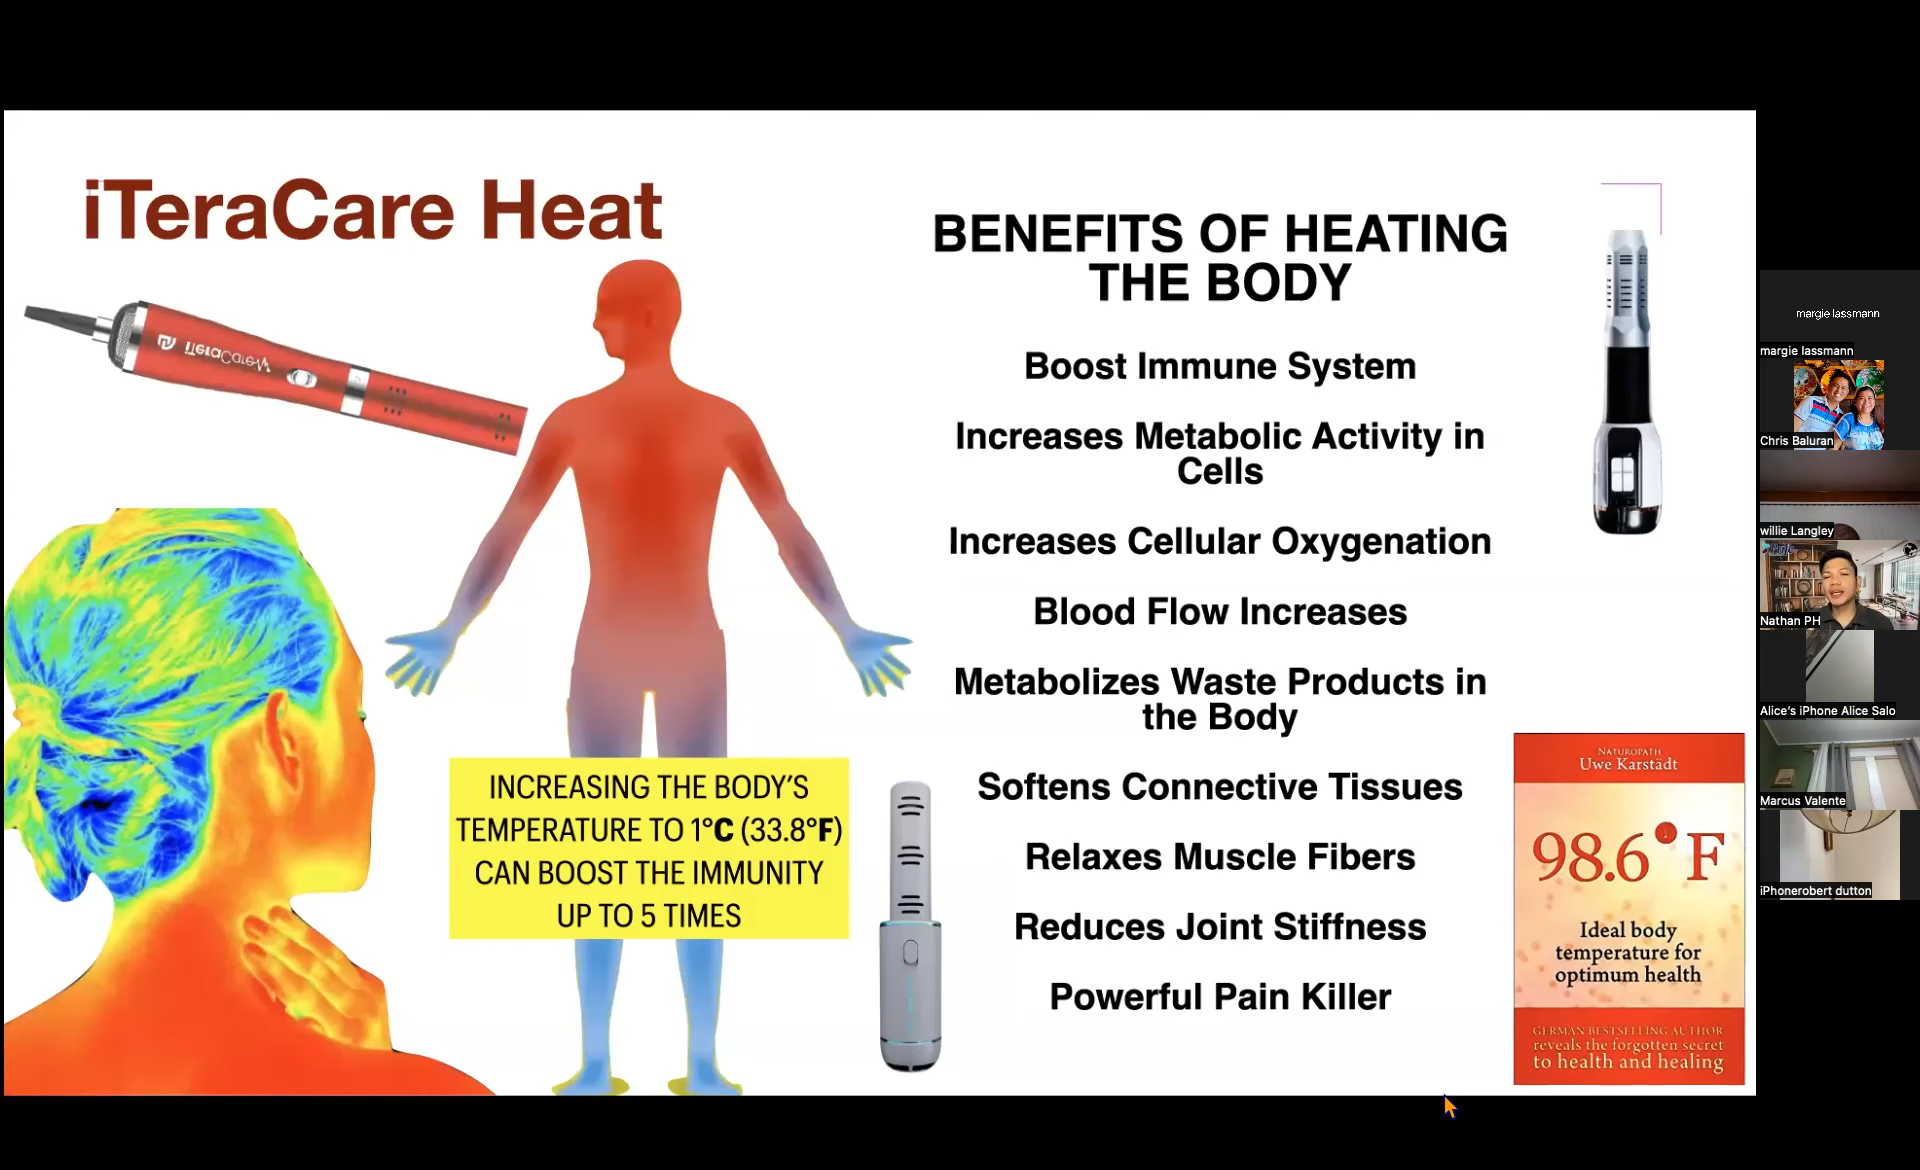 iTeraCare Heat
iTeraCare
BENEFITS OF HEATING
THE BODY
Boost Immune System
Increases Metabolic Activity in
Cells
Increases Cellular Oxygenation
Blood Flow Increases
Metabolizes Waste Products in
the Body
Softens Connective Tissues
Relaxes Muscle Fibers
Reduces Joint Stiffness
Powerful Pain Killer
INCREASING THE BODY'S
TEMPERATURE TO 1°C (33.8°F)
CAN BOOST THE IMMUNITY
UP TO 5 TIMES
NATUROPATH
Uwe Karstädt
98.6° F
Ideal body
temperature for
optimum health
GERMAN BESTSELLING AUTHOR
reveals the forgotten secret
to health and healing
margie lassmann
margie lassmann
Chris Baluran
willie Langley
Nathan PH
Alice's iPhone Alice Salo
Marcus Valente
iPhonerobert dutton